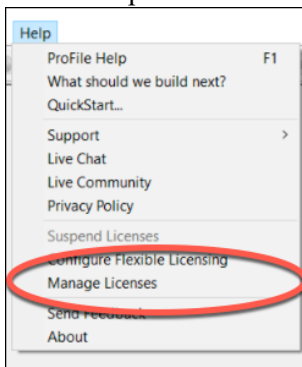 Help
ProFile Help F1
What should we build next?
QuickStart...
Support >
Live Chat
Live Community
Privacy Policy
Suspend Licenses
Configure Flexible Licensing
Manage Licenses
Send Feedback
About